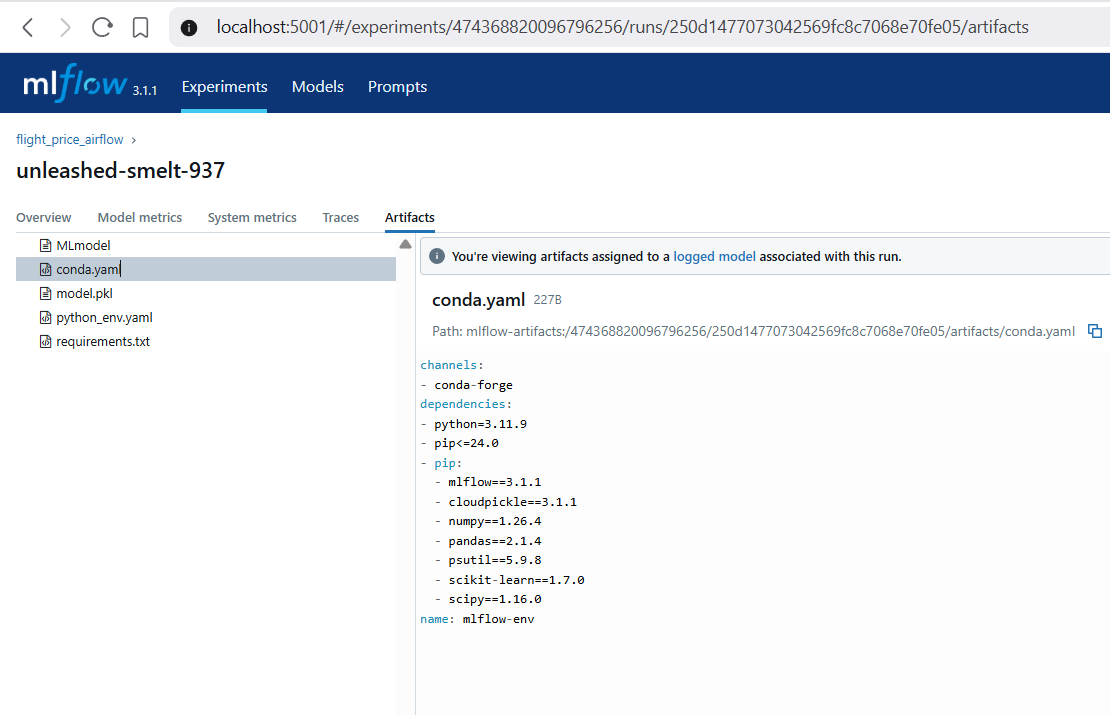 localhost:5001/#/experiments/474368820096796256/runs/250d1477073042569fc8c7068e70fe05/artifacts
mlflow 3.1.1 Experiments Models Prompts
flight_price_airflow ›
unleashed-smelt-937
Overview Model metrics System metrics Traces Artifacts
MLmodel
conda.yaml
model.pkl
python_env.yaml
requirements.txt
You're viewing artifacts assigned to a logged model associated with this run.
conda.yaml 227B
Path: mlflow-artifacts:/474368820096796256/250d1477073042569fc8c7068e70fe05/artifacts/conda.yaml
channels:
- conda-forge
dependencies:
- python=3.11.9
- pip<=24.0
- pip:
  - mlflow==3.1.1
  - cloudpickle==3.1.1
  - numpy==1.26.4
  - pandas==2.1.4
  - psutil==5.9.8
  - scikit-learn==1.7.0
  - scipy==1.16.0
name: mlflow-env